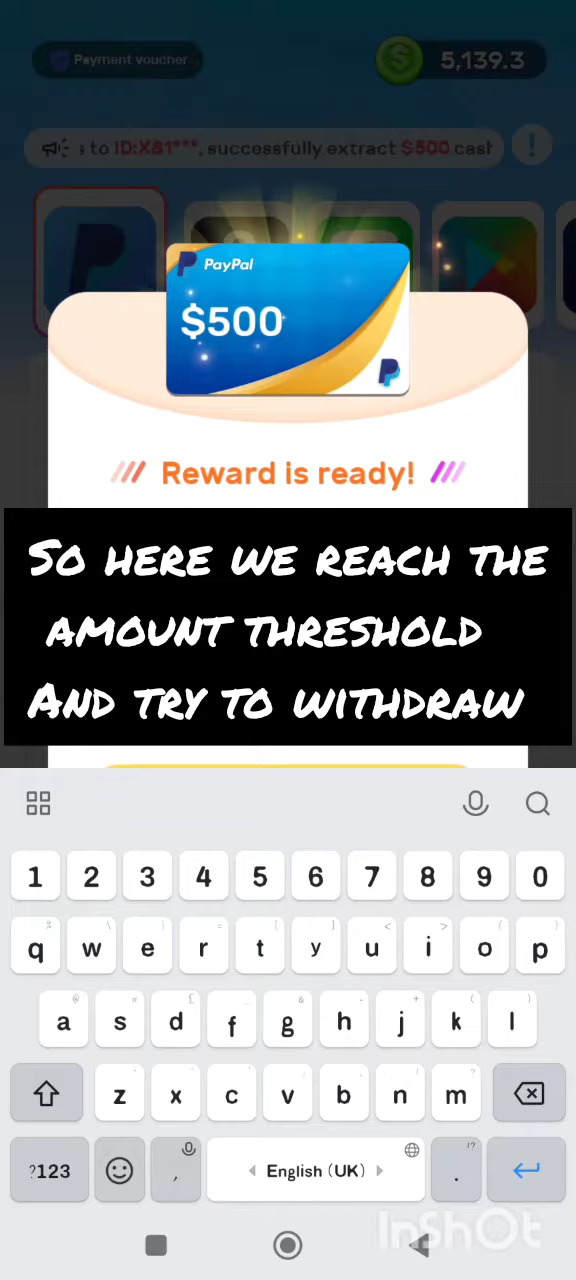 Payment voucher
5,139.3
s to ID:X81***, successfully extract $500 cash
!
PayPal
$500
Reward is ready!
So here we reach the
amount threshold
And try to withdraw
1 2 3 4 5 6 7 8 9 0
q w e r t y u i o p
a s d f g h j k l
z x c v b n m
?123 , English (UK) .
InShOt